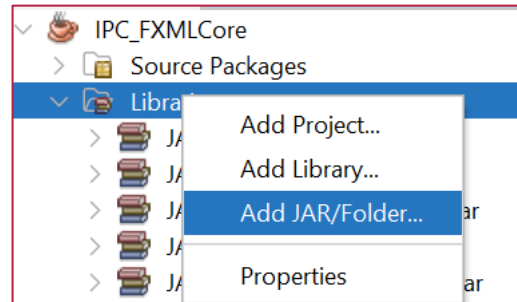 IPC_FXMLCore
Source Packages
Add Project...
Add Library...
Add JAR/Folder...
Properties